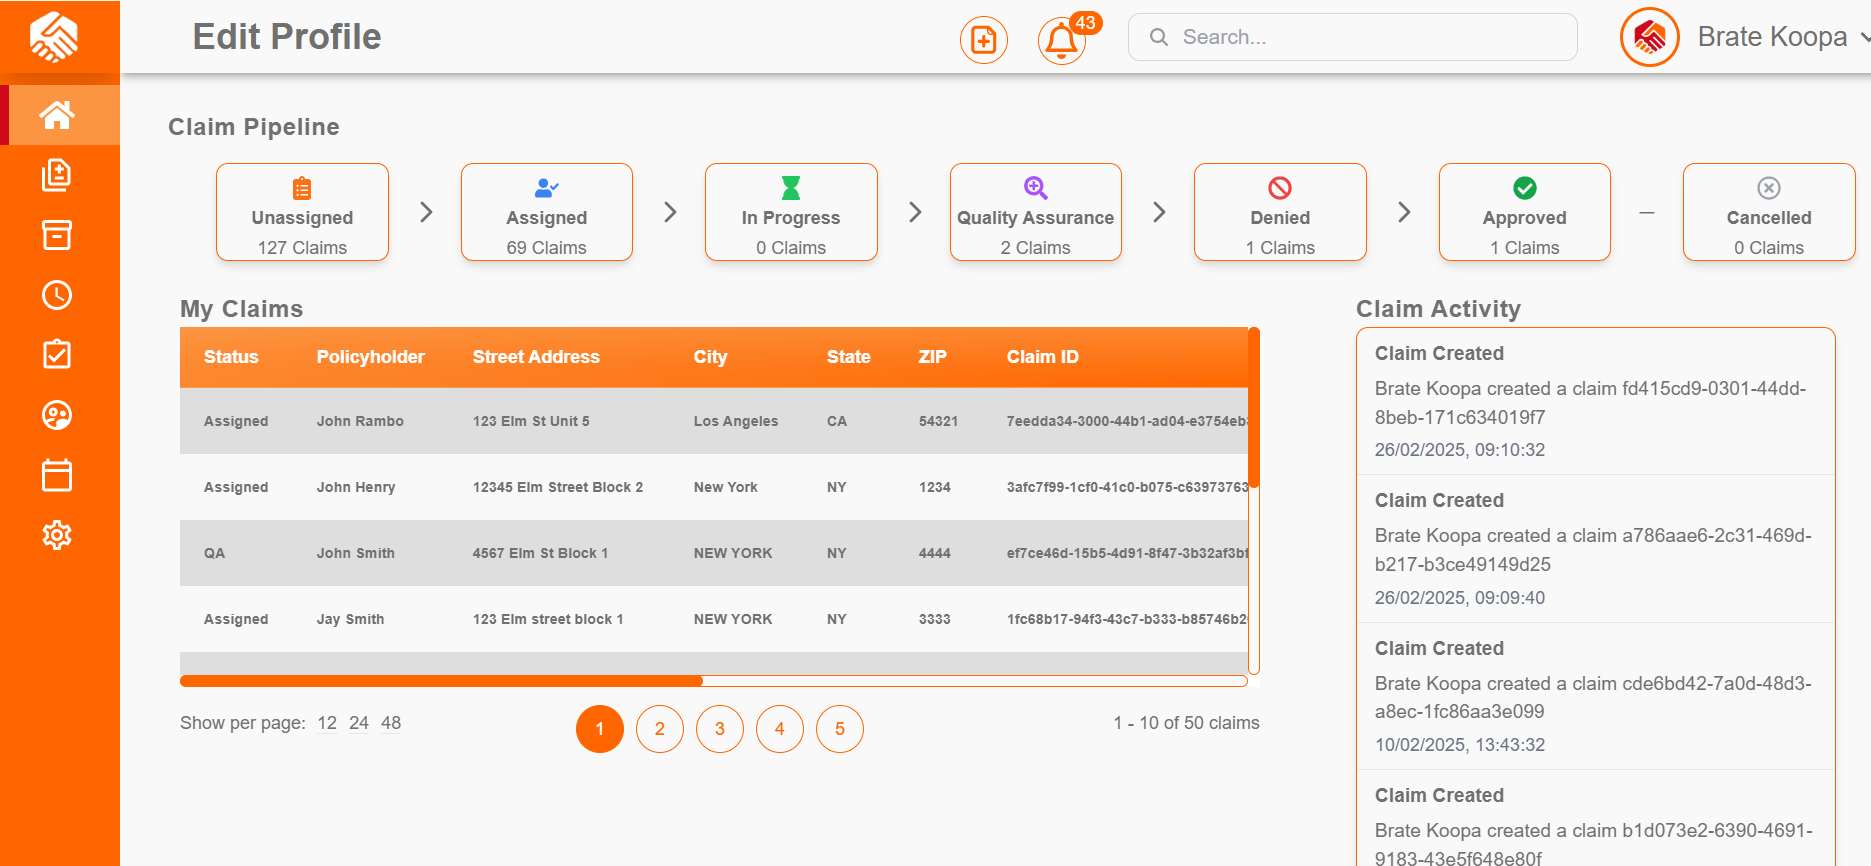 Edit Profile
43
Search...
Brate Koopa
Claim Pipeline
Unassigned
127 Claims
Assigned
69 Claims
In Progress
0 Claims
Quality Assurance
2 Claims
Denied
1 Claims
Approved
1 Claims
Cancelled
0 Claims
My Claims
Status Policyholder Street Address City State ZIP Claim ID
Assigned John Rambo 123 Elm St Unit 5 Los Angeles CA 54321 7eedda34-3000-44b1-ad04-e3754eb
Assigned John Henry 12345 Elm Street Block 2 New York NY 1234 3afc7f99-1cf0-41c0-b075-c63973763
QA John Smith 4567 Elm St Block 1 NEW YORK NY 4444 ef7ce46d-15b5-4d91-8f47-3b32af3bf
Assigned Jay Smith 123 Elm street block 1 NEW YORK NY 3333 1fc68b17-94f3-43c7-b333-b85746b2
Show per page: 12 24 48
1 2 3 4 5
1 - 10 of 50 claims
Claim Activity
Claim Created
Brate Koopa created a claim fd415cd9-0301-44dd-
8beb-171c634019f7
26/02/2025, 09:10:32
Claim Created
Brate Koopa created a claim a786aae6-2c31-469d-
b217-b3ce49149d25
26/02/2025, 09:09:40
Claim Created
Brate Koopa created a claim cde6bd42-7a0d-48d3-
a8ec-1fc86aa3e099
10/02/2025, 13:43:32
Claim Created
Brate Koopa created a claim b1d073e2-6390-4691-
9183-43e5f648e80f